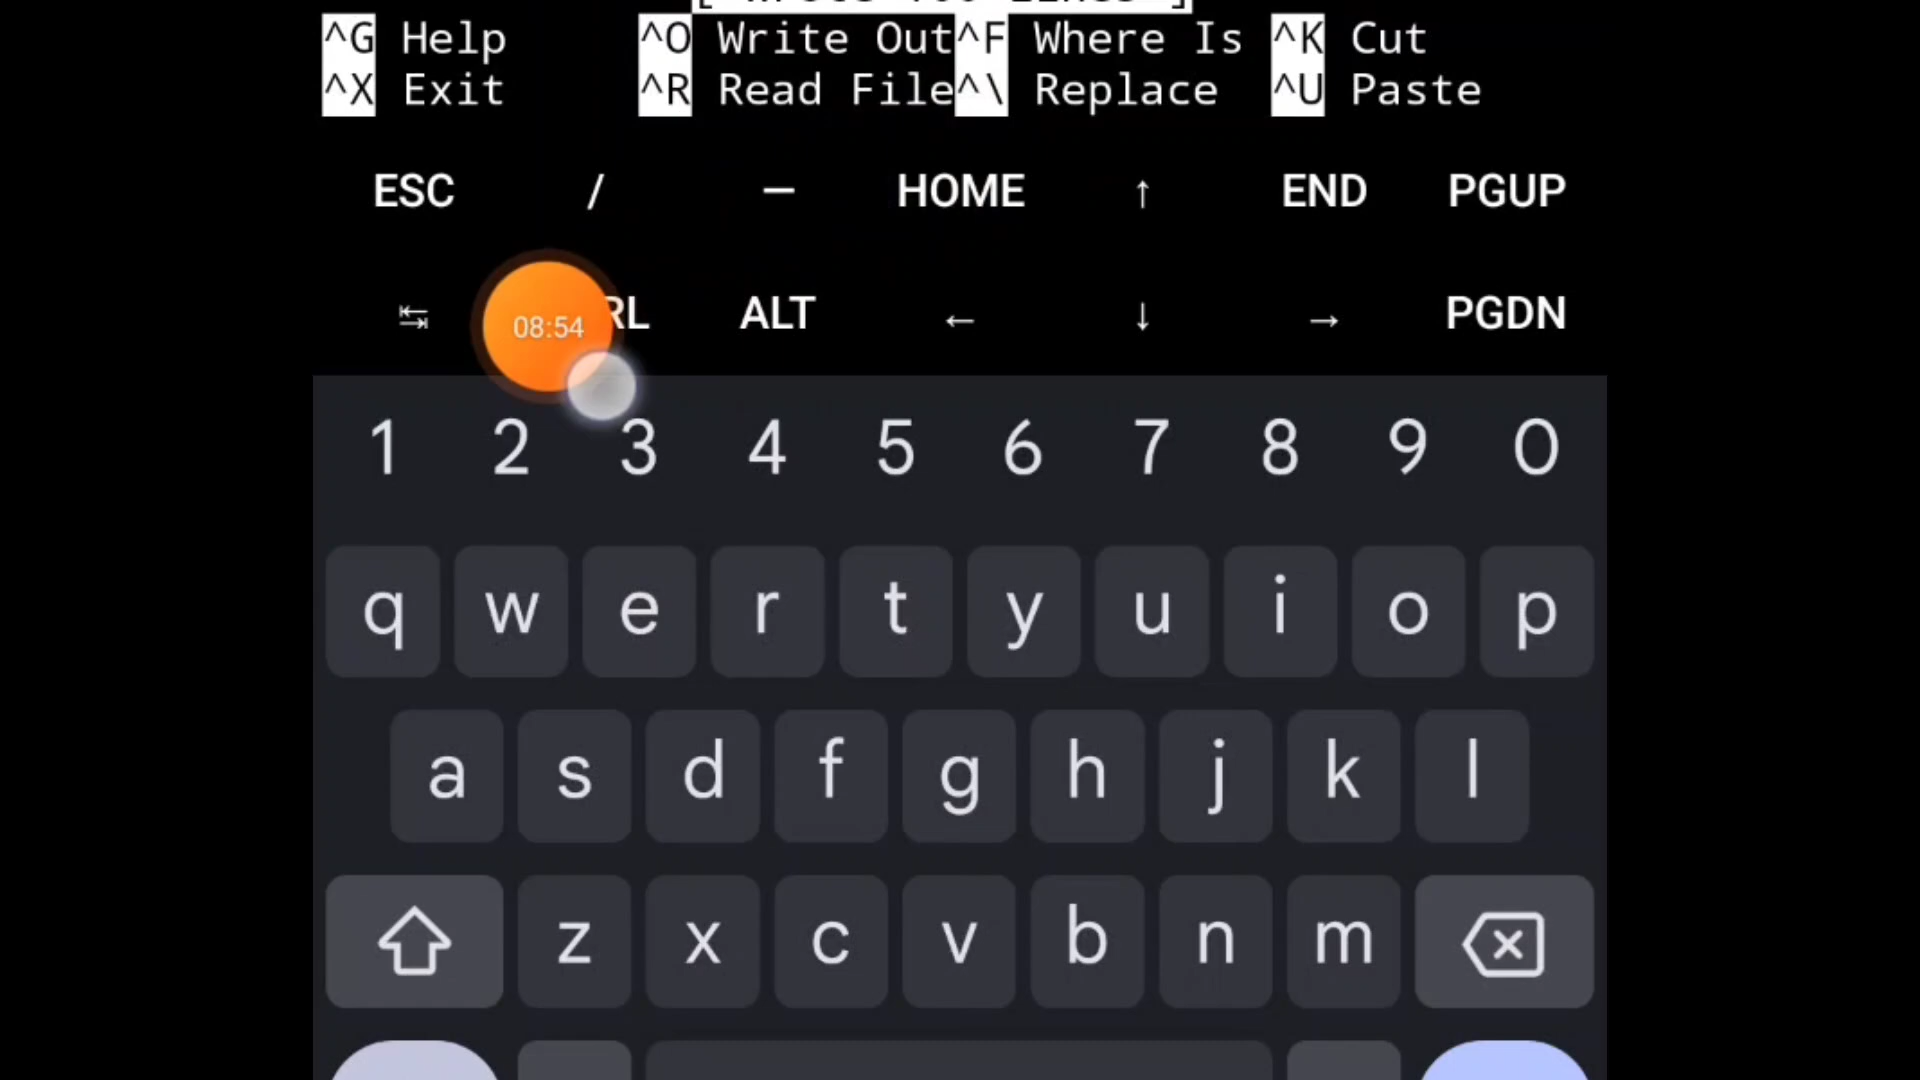 ^G Help ^O Write Out ^F Where Is ^K Cut
^X Exit ^R Read File ^\ Replace ^U Paste
ESC / — HOME ↑ END PGUP
↹ RL ALT ← ↓ → PGDN
08:54
1 2 3 4 5 6 7 8 9 0
q w e r t y u i o p
a s d f g h j k l
z x c v b n m